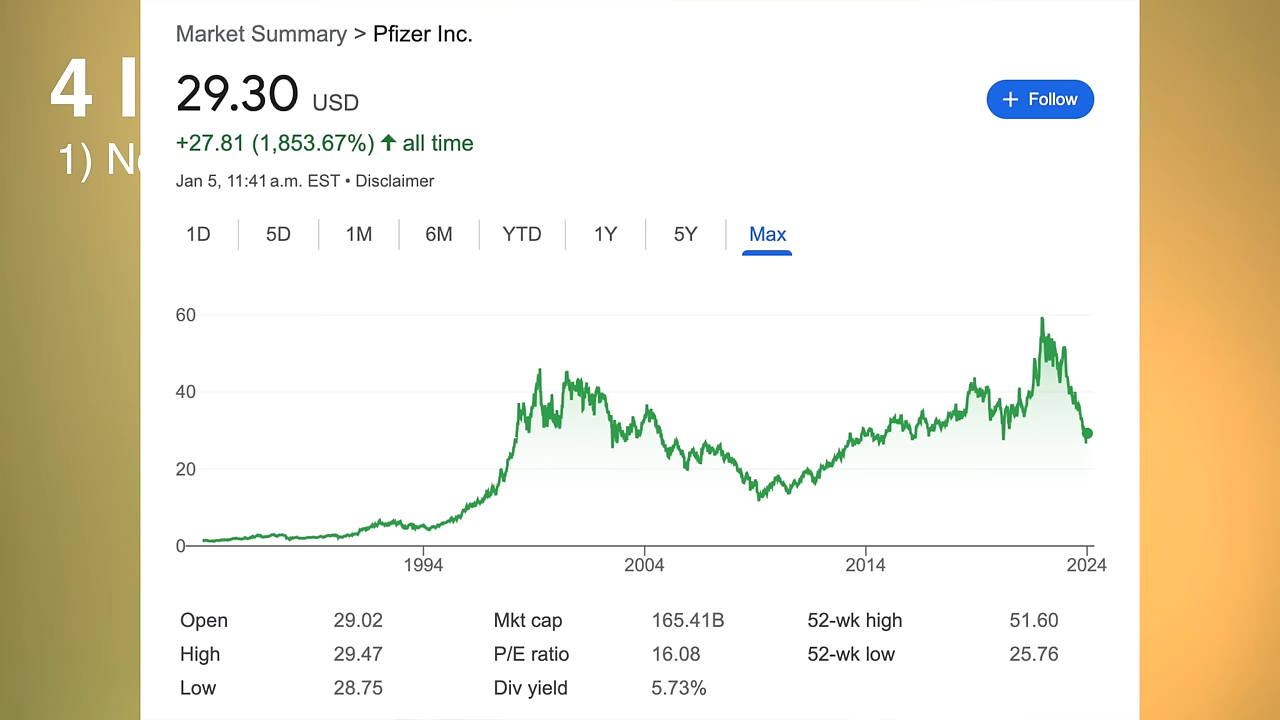 Market Summary > Pfizer Inc.
4
1)
29.30 USD
+ Follow
+27.81 (1,853.67%) ↑ all time
Jan 5, 11:41 a.m. EST • Disclaimer
1D 5D 1M 6M YTD 1Y 5Y Max
60
40
20
0
1994 2004 2014 2024
Open 29.02 Mkt cap 165.41B 52-wk high 51.60
High 29.47 P/E ratio 16.08 52-wk low 25.76
Low 28.75 Div yield 5.73%